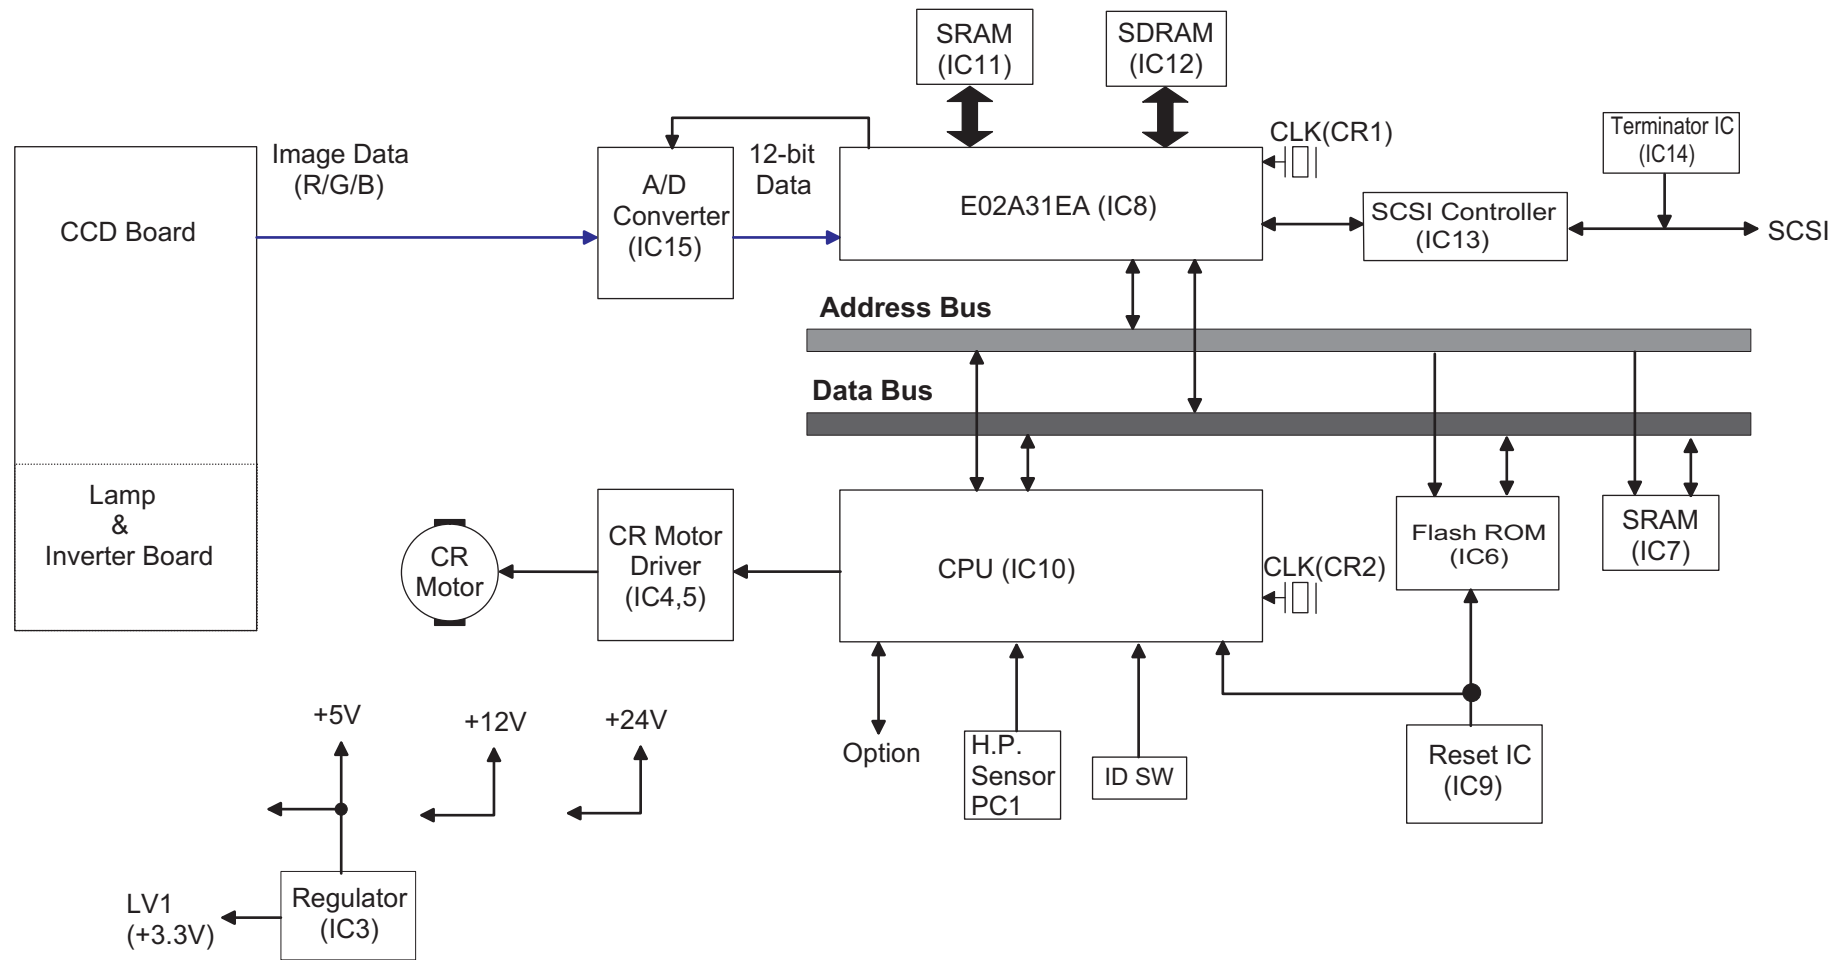 SRAM
(IC11)
SDRAM
(IC12)
CLK(CR1)
Terminator IC
(IC14)
Image Data
(R/G/B)
12-bit
Data
A/D
Converter
(IC15)
E02A31EA (IC8)
SCSI Controller
(IC13)
SCSI
CCD Board
Address Bus
Data Bus
Lamp
&
Inverter Board
CR
Motor
CR Motor
Driver
(IC4,5)
CPU (IC10)
CLK(CR2)
Flash ROM
(IC6)
SRAM
(IC7)
+5V
+12V
+24V
Option
H.P.
Sensor
PC1
ID SW
Reset IC
(IC9)
LV1
(+3.3V)
Regulator
(IC3)